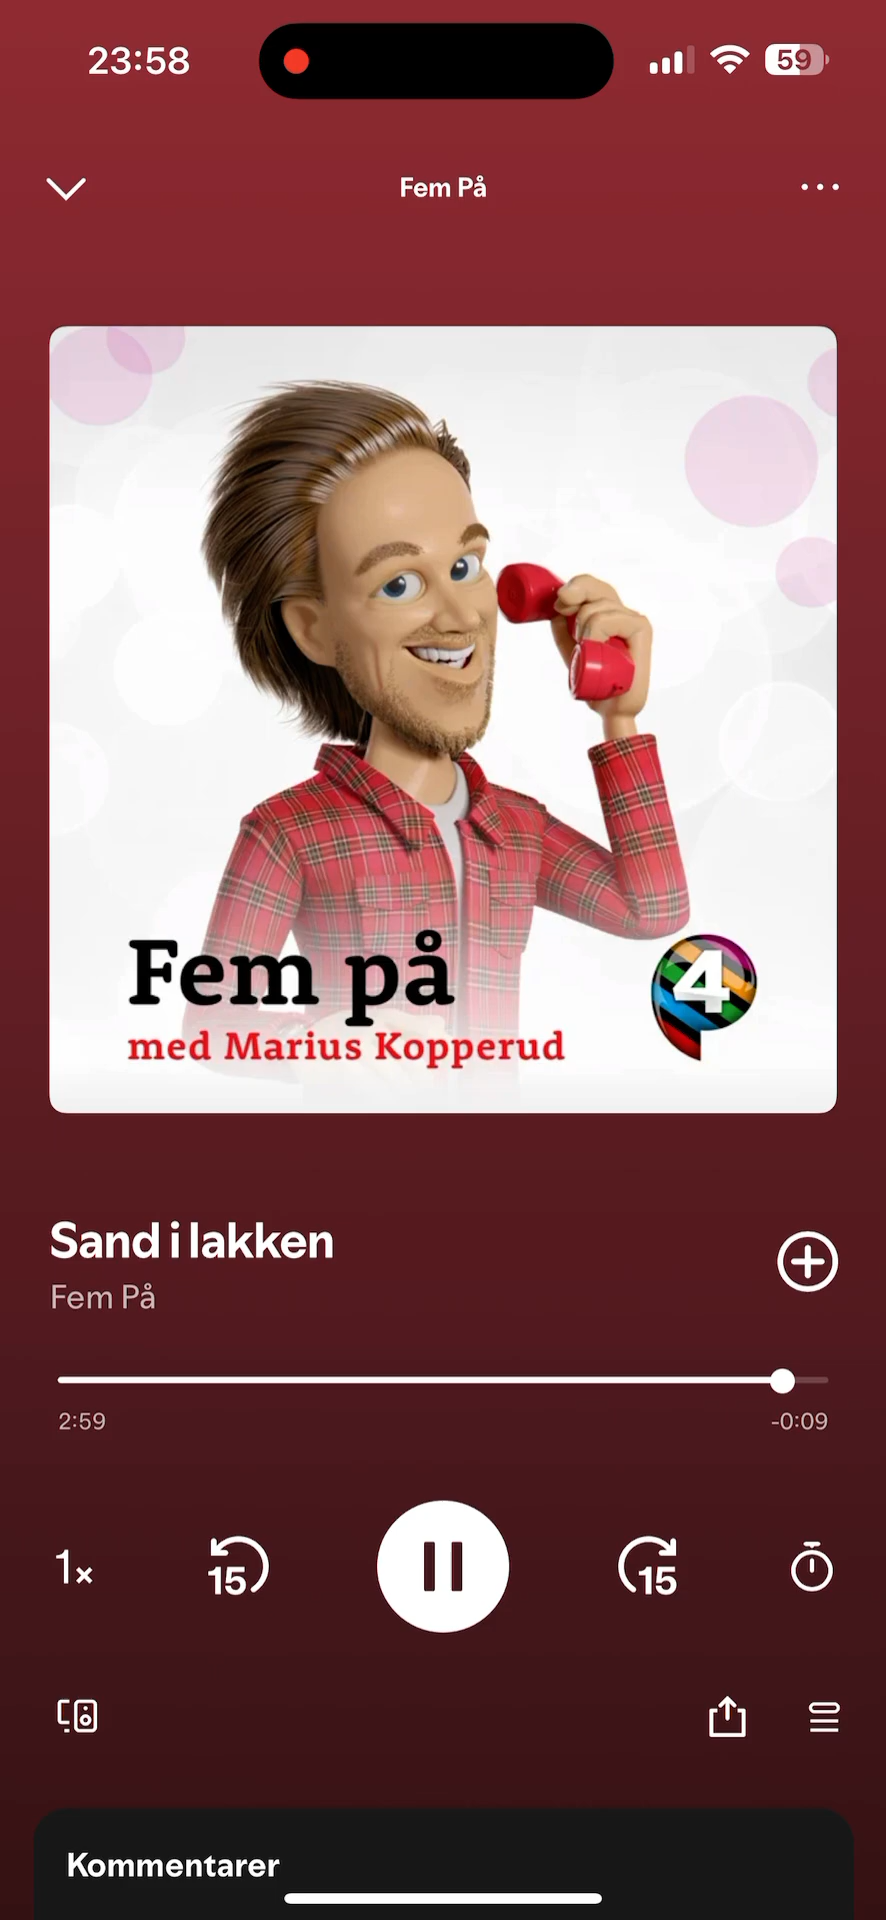 23:58
59
Fem På
Fem på
med Marius Kopperud
4
Sand i lakken
Fem På
2:59
-0:09
1×
15
15
Kommentarer